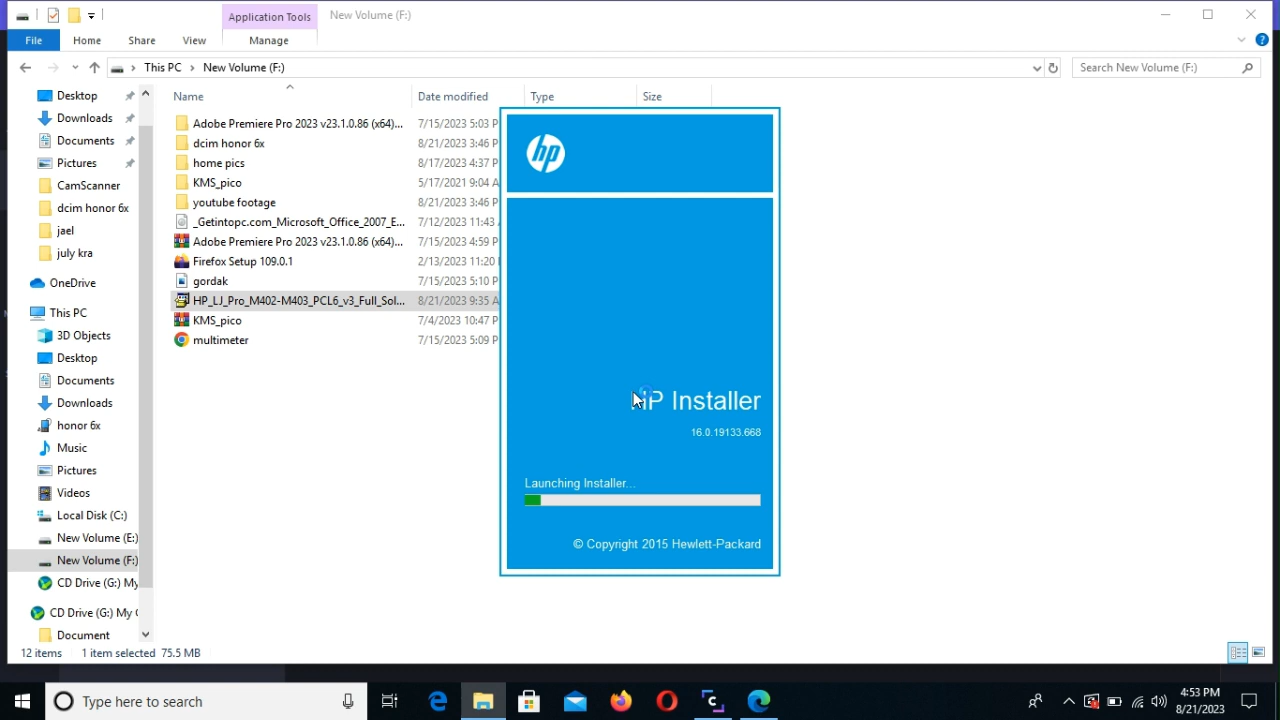 Application Tools
New Volume (F:)
File
Home
Share
View
Manage
This PC
New Volume (F:)
Search New Volume (F:)
Name
Date modified
Type
Size
Desktop
Downloads
Documents
Pictures
CamScanner
dcim honor 6x
jael
july kra
OneDrive
This PC
3D Objects
Desktop
Documents
Downloads
honor 6x
Music
Pictures
Videos
Local Disk (C:)
New Volume (E:)
New Volume (F:)
CD Drive (G:) My
CD Drive (G:) My C
Document
Adobe Premiere Pro 2023 v23.1.0.86 (x64)... 7/15/2023 5:03 P
dcim honor 6x 8/21/2023 3:46 P
home pics 8/17/2023 4:37 P
KMS_pico 5/17/2021 9:04 A
youtube footage 8/21/2023 3:46 P
_Getintopc.com_Microsoft_Office_2007_E... 7/12/2023 11:43
Adobe Premiere Pro 2023 v23.1.0.86 (x64)... 7/15/2023 4:59 P
Firefox Setup 109.0.1 2/13/2023 11:20
gordak 7/15/2023 5:10 P
HP_LJ_Pro_M402-M403_PCL6_v3_Full_Sol... 8/21/2023 9:35 A
KMS_pico 7/4/2023 10:47 P
multimeter 7/15/2023 5:09 P
hp
HP Installer
16.0.19133.668
Launching Installer...
© Copyright 2015 Hewlett-Packard
12 items
1 item selected 75.5 MB
Type here to search
4:53 PM
8/21/2023